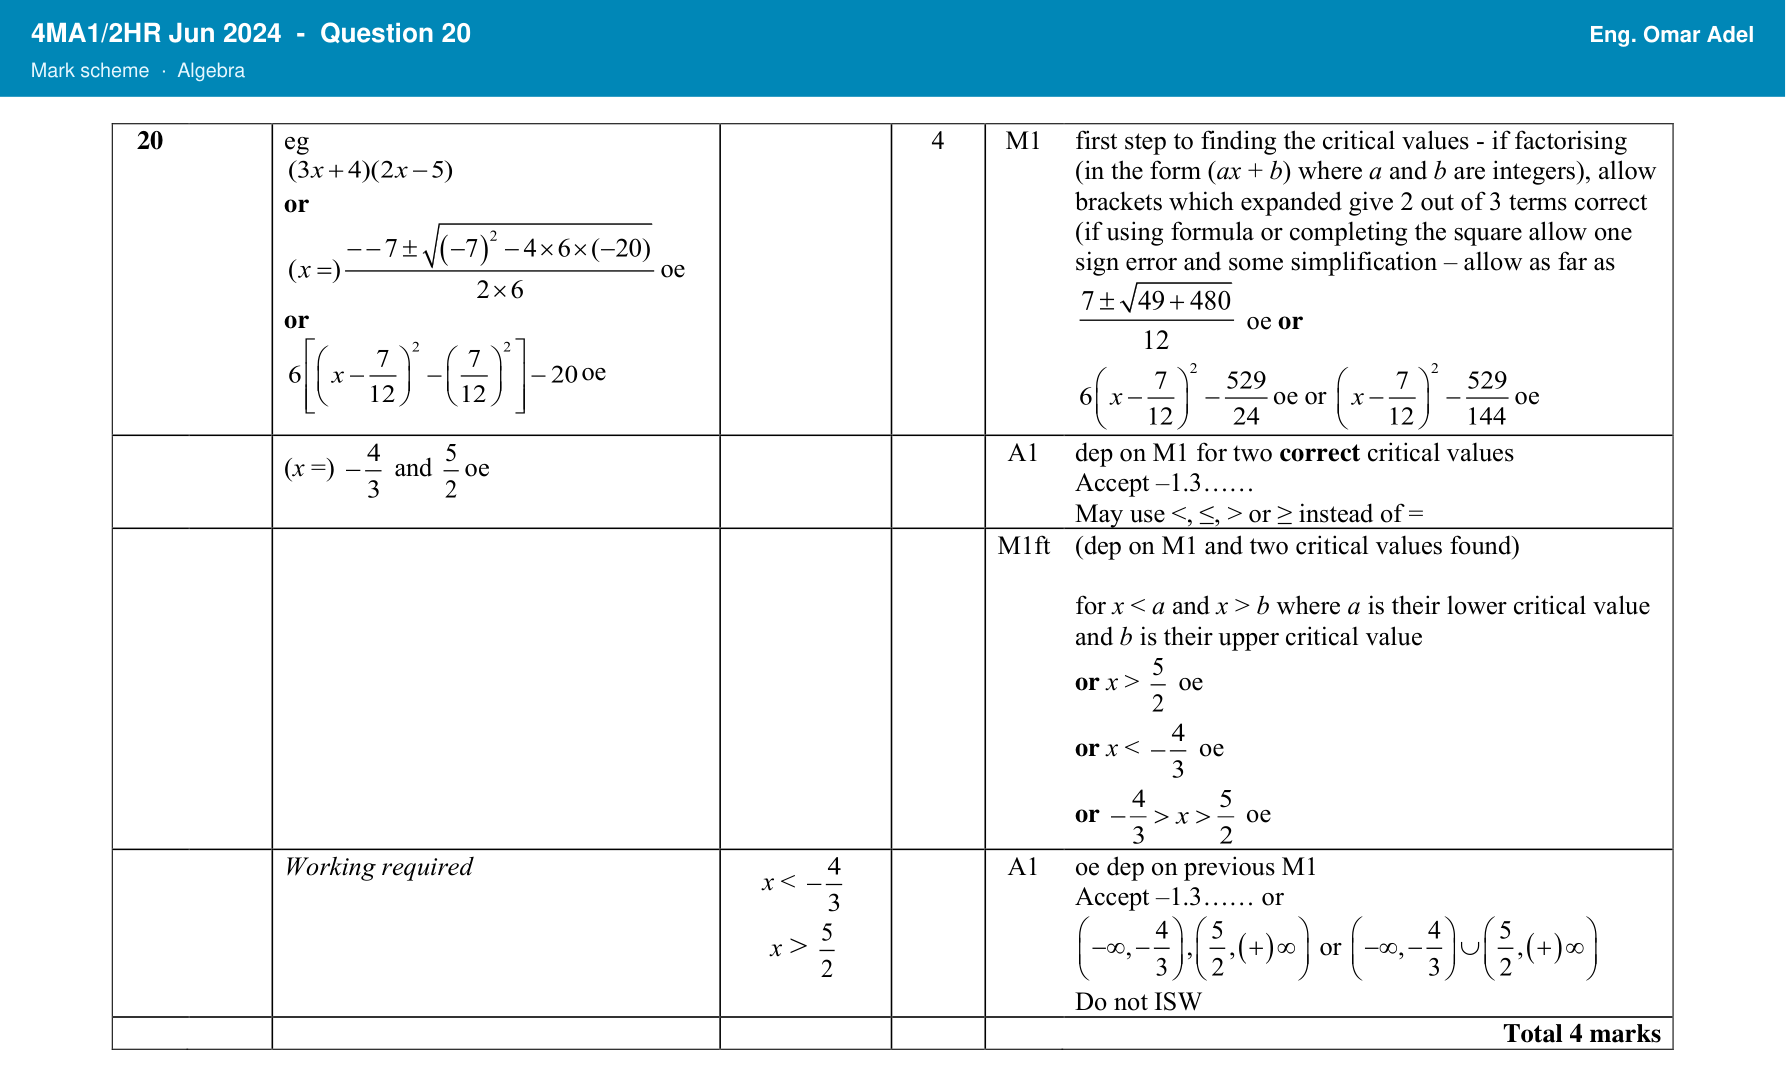 4MA1/2HR Jun 2024 - Question 20
Eng. Omar Adel
Mark scheme · Algebra
20
eg
(3x + 4)(2x − 5)
or
(x =) (−−7 ± √((−7)² − 4×6×(−20))) / (2×6) oe
or
6[(x − 7/12)² − (7/12)²] − 20 oe
4
M1
first step to finding the critical values - if factorising
(in the form (ax + b) where a and b are integers), allow
brackets which expanded give 2 out of 3 terms correct
(if using formula or completing the square allow one
sign error and some simplification – allow as far as
(7 ± √(49 + 480)) / 12 oe or
6(x − 7/12)² − 529/24 oe or (x − 7/12)² − 529/144 oe
(x =) −4/3 and 5/2 oe
A1
dep on M1 for two correct critical values
Accept –1.3……
May use <, ≤, > or ≥ instead of =
M1ft
(dep on M1 and two critical values found)
for x < a and x > b where a is their lower critical value
and b is their upper critical value
or x > 5/2 oe
or x < −4/3 oe
or −4/3 > x > 5/2 oe
Working required
x < −4/3
x > 5/2
A1
oe dep on previous M1
Accept –1.3…… or
(−∞, −4/3), (5/2, (+)∞) or (−∞, −4/3) ∪ (5/2, (+)∞)
Do not ISW
Total 4 marks